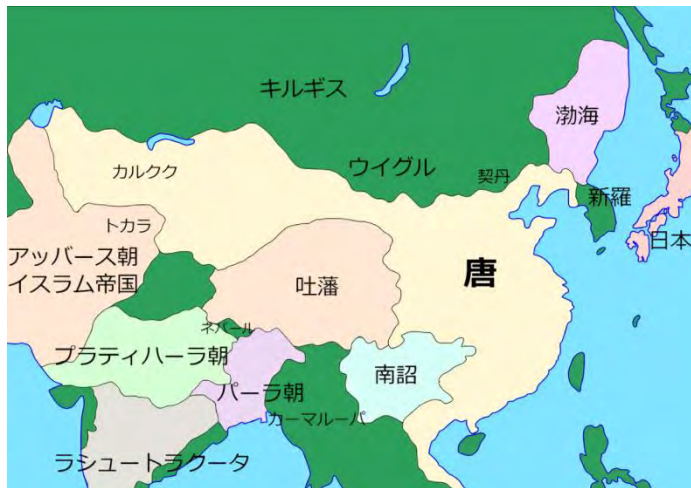 キルギス
渤海
カルクク
ウイグル
契丹
新羅
トカラ
日本
アッバース朝
イスラム帝国
吐藩
唐
ネパール
プラティハーラ朝
南詔
パーラ朝
カーマルーパ
ラシュートラクータ